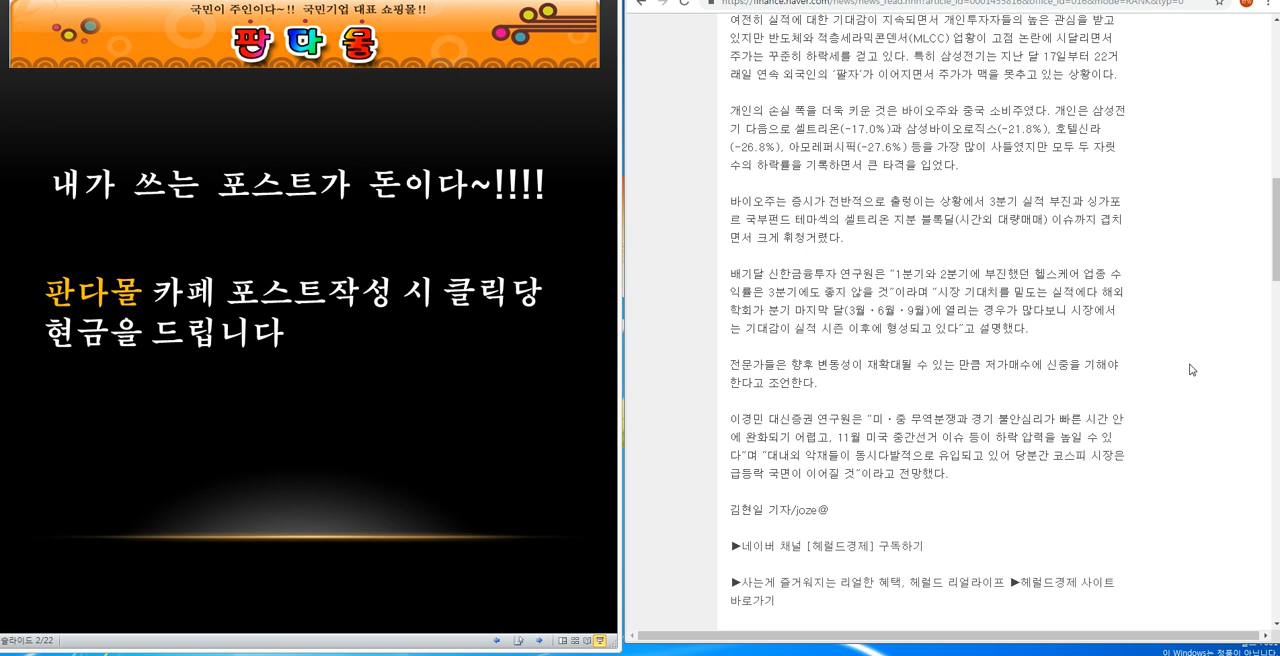 국민이 주인이다~!! 국민기업 대표 쇼핑몰!!
판다몰
내가 쓰는 포스트가 돈이다~!!!!
판다몰 카페 포스트작성 시 클릭당
현금을 드립니다
슬라이드 2/22
https://finance.naver.com/news/news_read.nhn?article_id=0001455816&office_id=016&mode=RANK&typ=0
여전히 실적에 대한 기대감이 지속되면서 개인투자자들의 높은 관심을 받고
있지만 반도체와 적층세라믹콘덴서(MLCC) 업황이 고점 논란에 시달리면서
주가는 꾸준히 하락세를 걷고 있다. 특히 삼성전기는 지난 달 17일부터 22거
래일 연속 외국인의 ‘팔자’가 이어지면서 주가가 맥을 못추고 있는 상황이다.
개인의 손실 폭을 더욱 키운 것은 바이오주와 중국 소비주였다. 개인은 삼성전
기 다음으로 셀트리온(-17.0%)과 삼성바이오로직스(-21.8%), 호텔신라
(-26.8%), 아모레퍼시픽(-27.6%) 등을 가장 많이 사들였지만 모두 두 자릿
수의 하락률을 기록하면서 큰 타격을 입었다.
바이오주는 증시가 전반적으로 출렁이는 상황에서 3분기 실적 부진과 싱가포
르 국부펀드 테마섹의 셀트리온 지분 블록딜(시간외 대량매매) 이슈까지 겹치
면서 크게 휘청거렸다.
배기달 신한금융투자 연구원은 “1분기와 2분기에 부진했던 헬스케어 업종 수
익률은 3분기에도 좋지 않을 것”이라며 “시장 기대치를 밑도는 실적에다 해외
학회가 분기 마지막 달(3월·6월·9월)에 열리는 경우가 많다보니 시장에서
는 기대감이 실적 시즌 이후에 형성되고 있다”고 설명했다.
전문가들은 향후 변동성이 재확대될 수 있는 만큼 저가매수에 신중을 기해야
한다고 조언한다.
이경민 대신증권 연구원은 “미·중 무역분쟁과 경기 불안심리가 빠른 시간 안
에 완화되기 어렵고, 11월 미국 중간선거 이슈 등이 하락 압력을 높일 수 있
다”며 “대내외 악재들이 동시다발적으로 유입되고 있어 당분간 코스피 시장은
급등락 국면이 이어질 것”이라고 전망했다.
김현일 기자/joze@
▶네이버 채널 [헤럴드경제] 구독하기
▶사는게 즐거워지는 리얼한 혜택, 헤럴드 리얼라이프 ▶헤럴드경제 사이트
바로가기
이 Windows는 정품이 아닙니다.